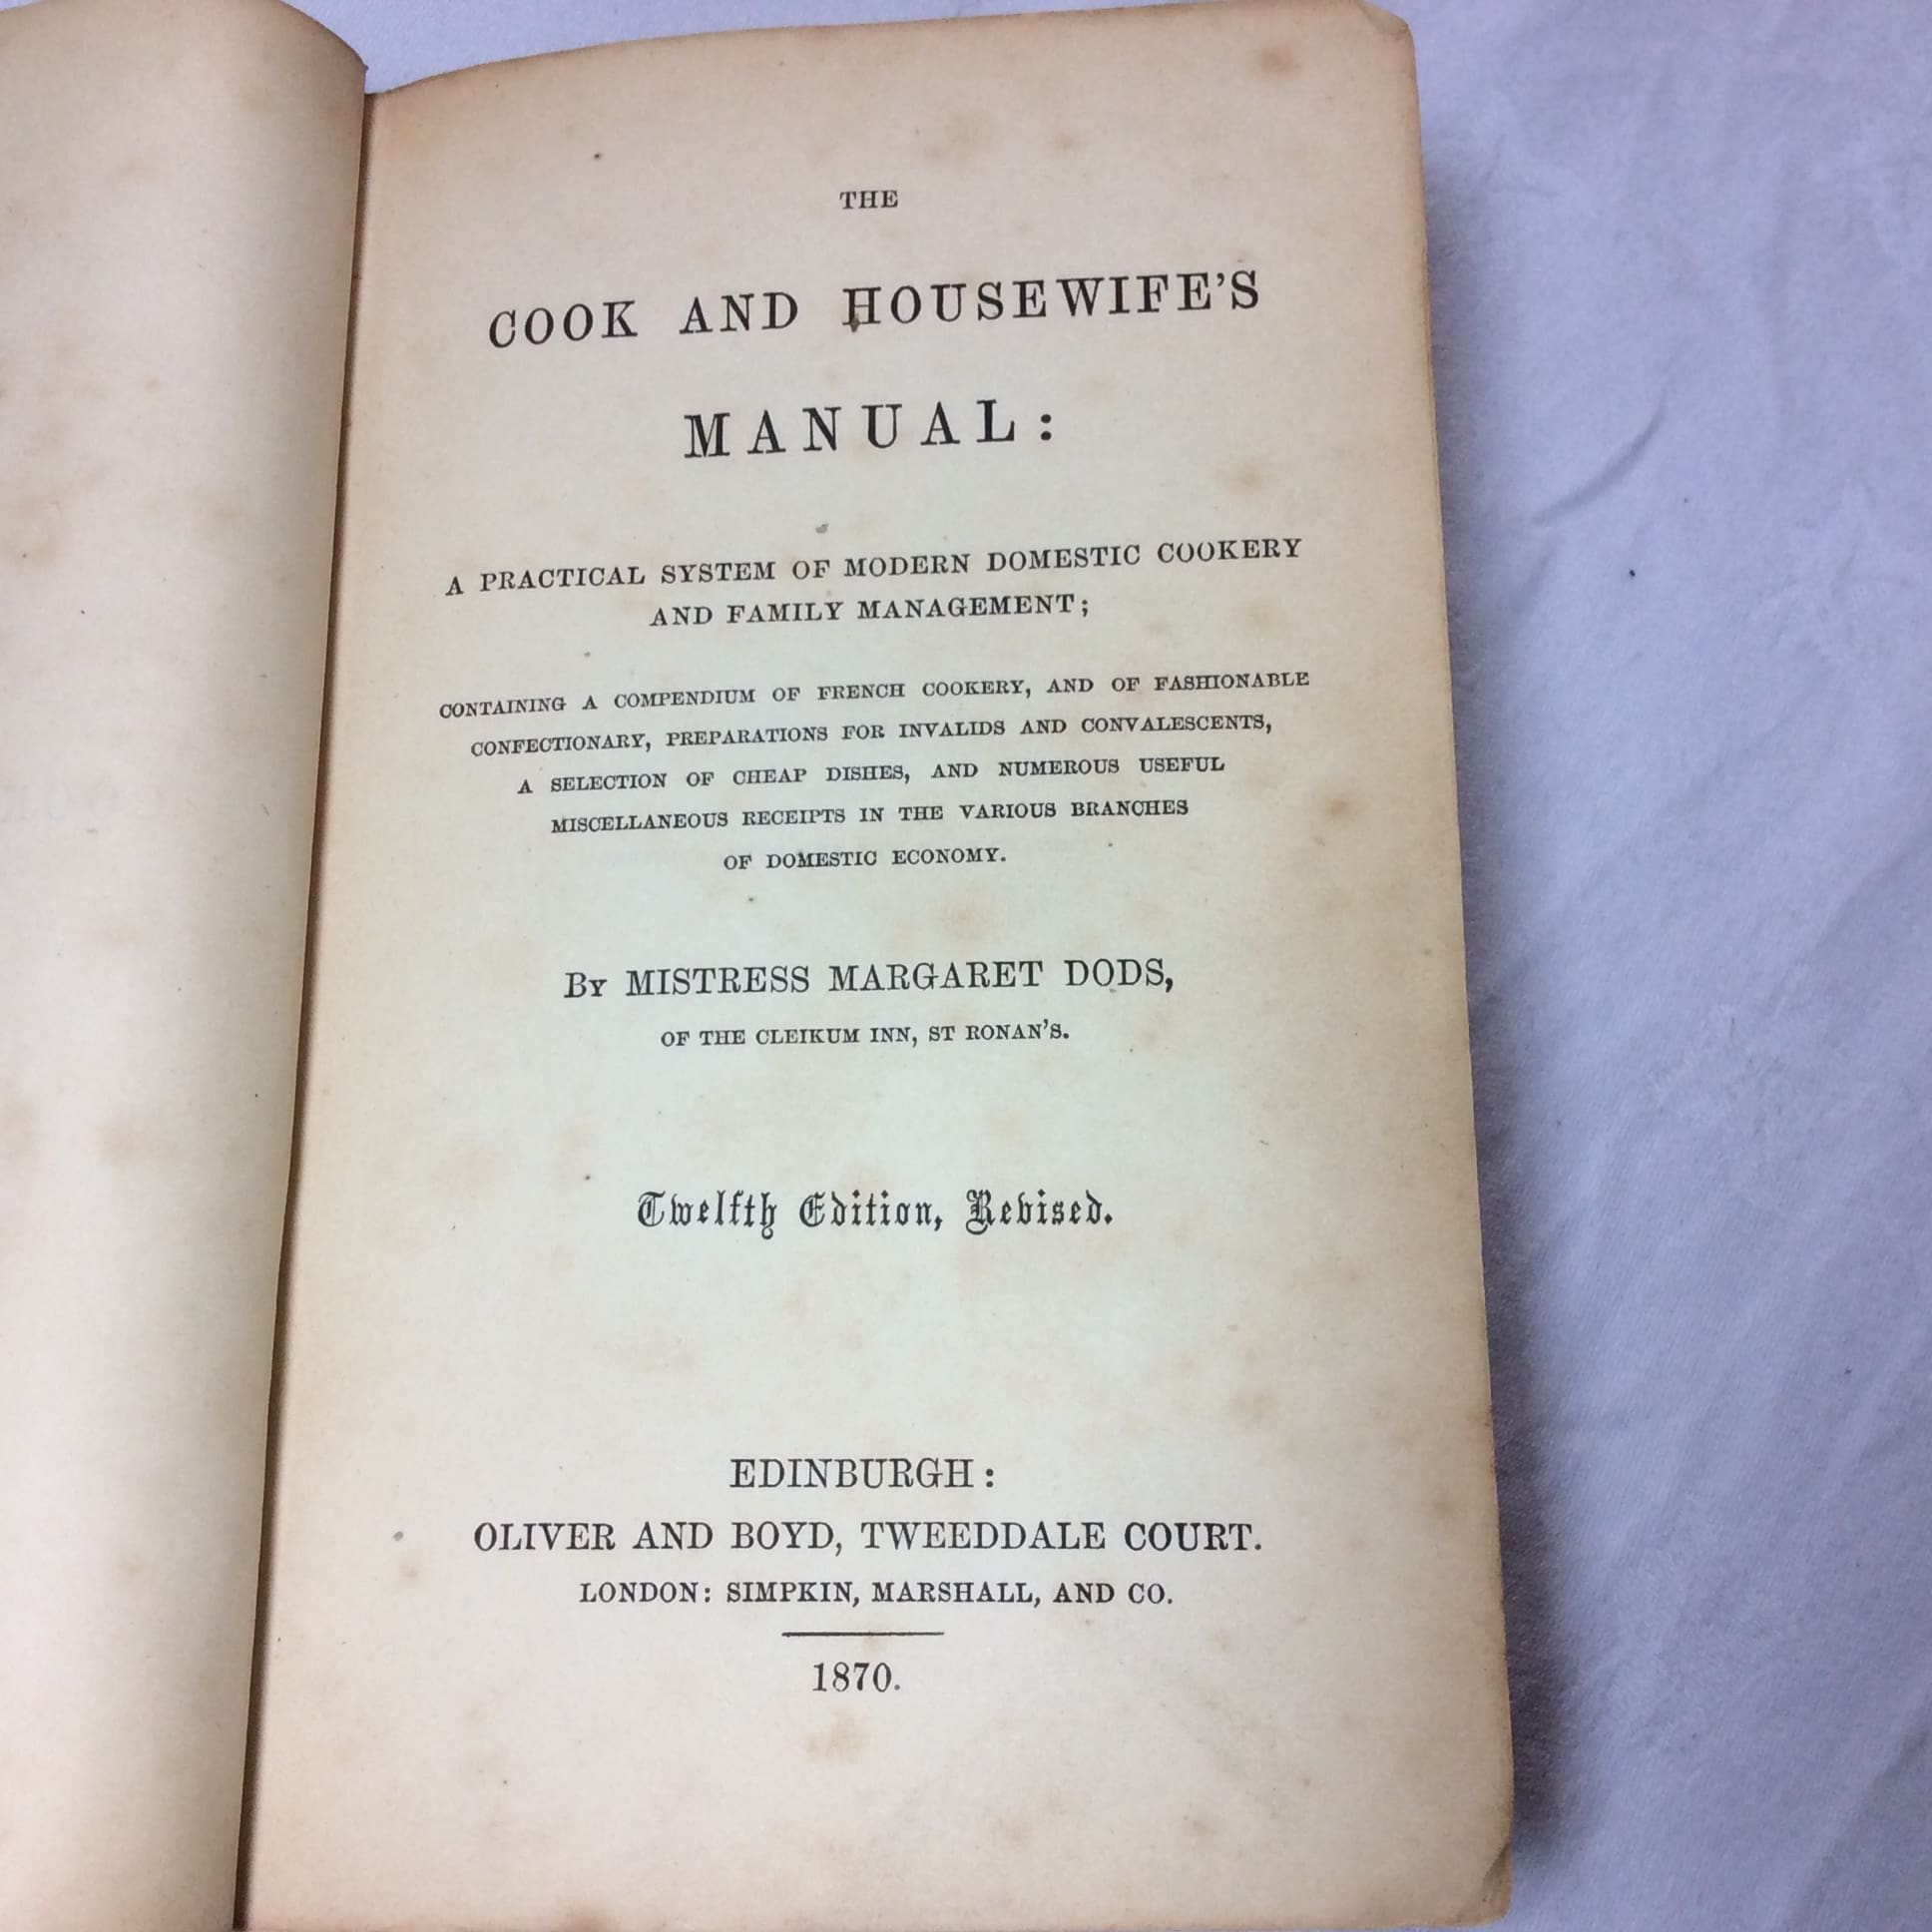 THE
COOK AND HOUSEWIFE'S
MANUAL:
A PRACTICAL SYSTEM OF MODERN DOMESTIC COOKERY
AND FAMILY MANAGEMENT;
CONTAINING A COMPENDIUM OF FRENCH COOKERY, AND OF FASHIONABLE
CONFECTIONARY, PREPARATIONS FOR INVALIDS AND CONVALESCENTS,
A SELECTION OF CHEAP DISHES, AND NUMEROUS USEFUL
MISCELLANEOUS RECEIPTS IN THE VARIOUS BRANCHES
OF DOMESTIC ECONOMY.
By MISTRESS MARGARET DODS,
OF THE CLEIKUM INN, ST RONAN'S.
Twelfth Edition, Revised.
EDINBURGH:
OLIVER AND BOYD, TWEEDDALE COURT.
LONDON: SIMPKIN, MARSHALL, AND CO.
1870.